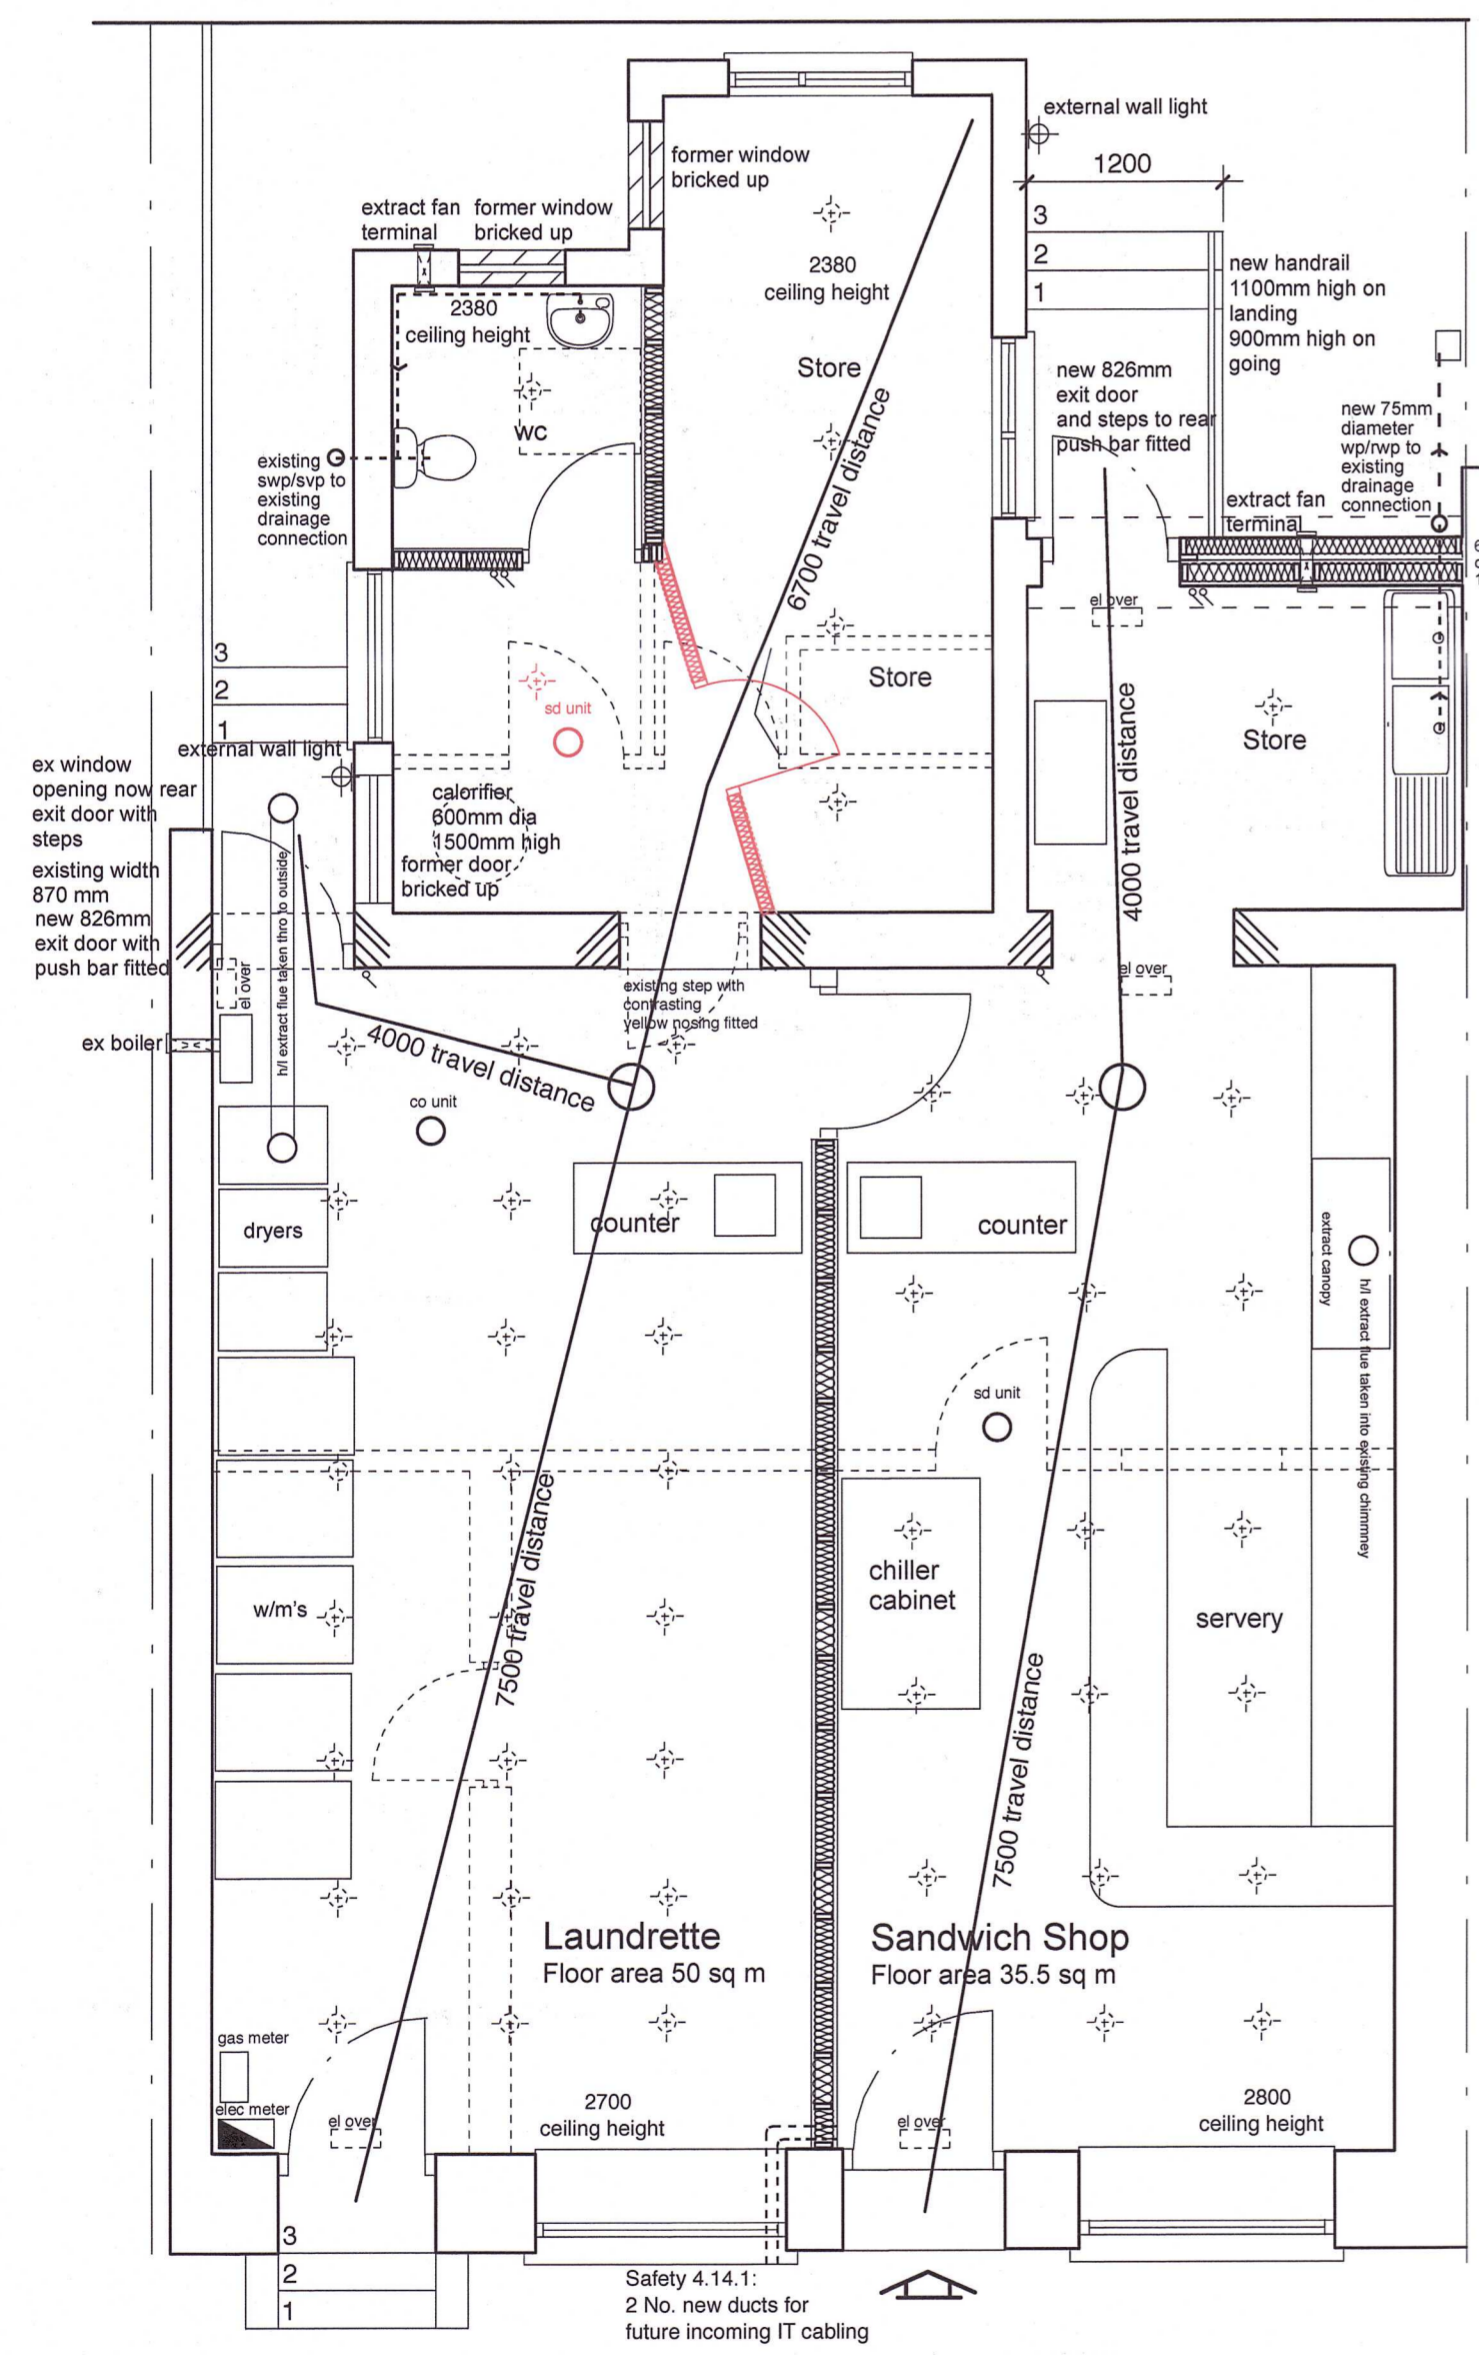 external wall light
1200
former window
bricked up
extract fan
terminal
former window
bricked up
3
2
1
new handrail
1100mm high on
landing
900mm high on
going
2380
ceiling height
2380
ceiling height
Store
new 826mm
exit door
and steps to rear
push bar fitted
new 75mm
diameter
wp/rwp to
existing
drainage
connection
wc
existing
swp/svp to
existing
drainage
connection
6700 travel distance
extract fan
terminal
el over
3
2
1
sd unit
Store
4000 travel distance
Store
external wall light
ex window
opening now rear
exit door with
steps
existing width
870 mm
new 826mm
exit door with
push bar fitted
calorifier
600mm dia
1500mm high
former door
bricked up
h/l extract flue taken thro to outside
el over
existing step with
contrasting
yellow nosing fitted
el over
ex boiler
4000 travel distance
co unit
dryers
counter
counter
extract canopy
h/l extract flue taken into existing chimmney
sd unit
7500 travel distance
chiller
cabinet
w/m's
servery
7500 travel distance
Laundrette
Floor area 50 sq m
Sandwich Shop
Floor area 35.5 sq m
gas meter
elec meter
el over
2700
ceiling height
el over
2800
ceiling height
3
2
1
Safety 4.14.1:
2 No. new ducts for
future incoming IT cabling